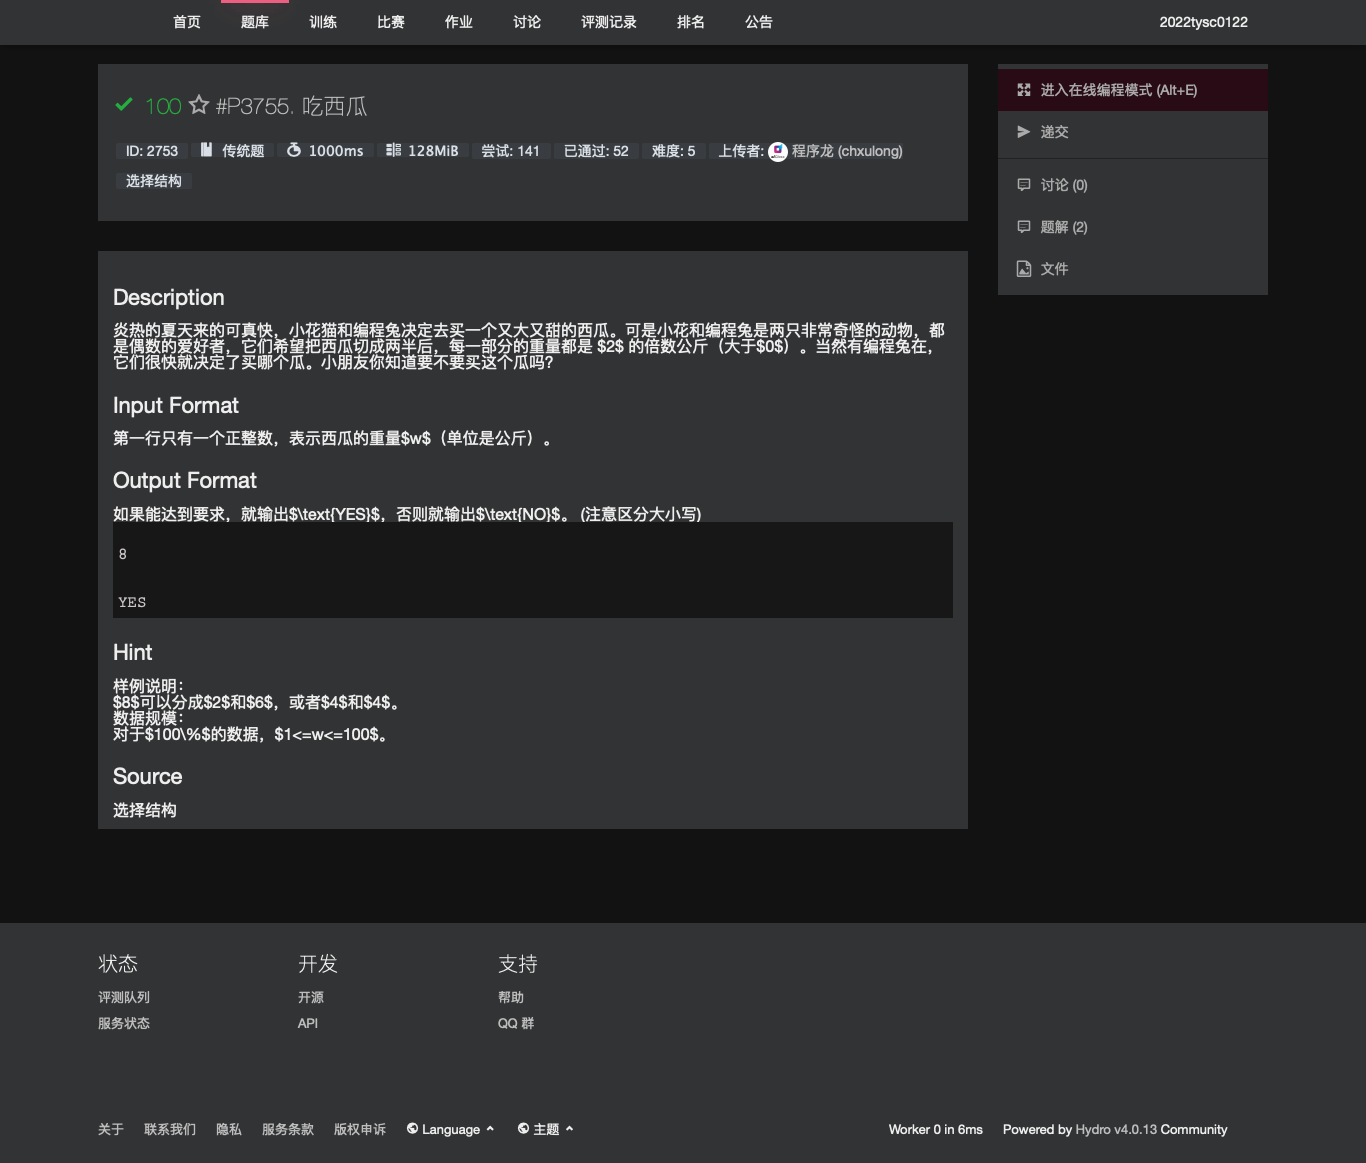 首页 题库 训练 比赛 作业 讨论 评测记录 排名 公告 2022tysc0122
100 #P3755. 吃西瓜
ID: 2753 传统题 1000ms 128MiB 尝试: 141 已通过: 52 难度: 5 上传者: 程序龙 (chxulong)
选择结构
进入在线编程模式 (Alt+E)
递交
讨论 (0)
题解 (2)
文件
Description
炎热的夏天来的可真快，小花猫和编程兔决定去买一个又大又甜的西瓜。可是小花和编程兔是两只非常奇怪的动物，都
是偶数的爱好者，它们希望把西瓜切成两半后，每一部分的重量都是 $2$ 的倍数公斤（大于$0$）。当然有编程兔在，
它们很快就决定了买哪个瓜。小朋友你知道要不要买这个瓜吗?
Input Format
第一行只有一个正整数，表示西瓜的重量$w$（单位是公斤）。
Output Format
如果能达到要求，就输出$\text{YES}$，否则就输出$\text{NO}$。 (注意区分大小写)
8
YES
Hint
样例说明：
$8$可以分成$2$和$6$，或者$4$和$4$。
数据规模：
对于$100\%$的数据，$1<=w<=100$。
Source
选择结构
状态 开发 支持
评测队列 开源 帮助
服务状态 API QQ 群
关于 联系我们 隐私 服务条款 版权申诉 Language 主题 Worker 0 in 6ms Powered by Hydro v4.0.13 Community